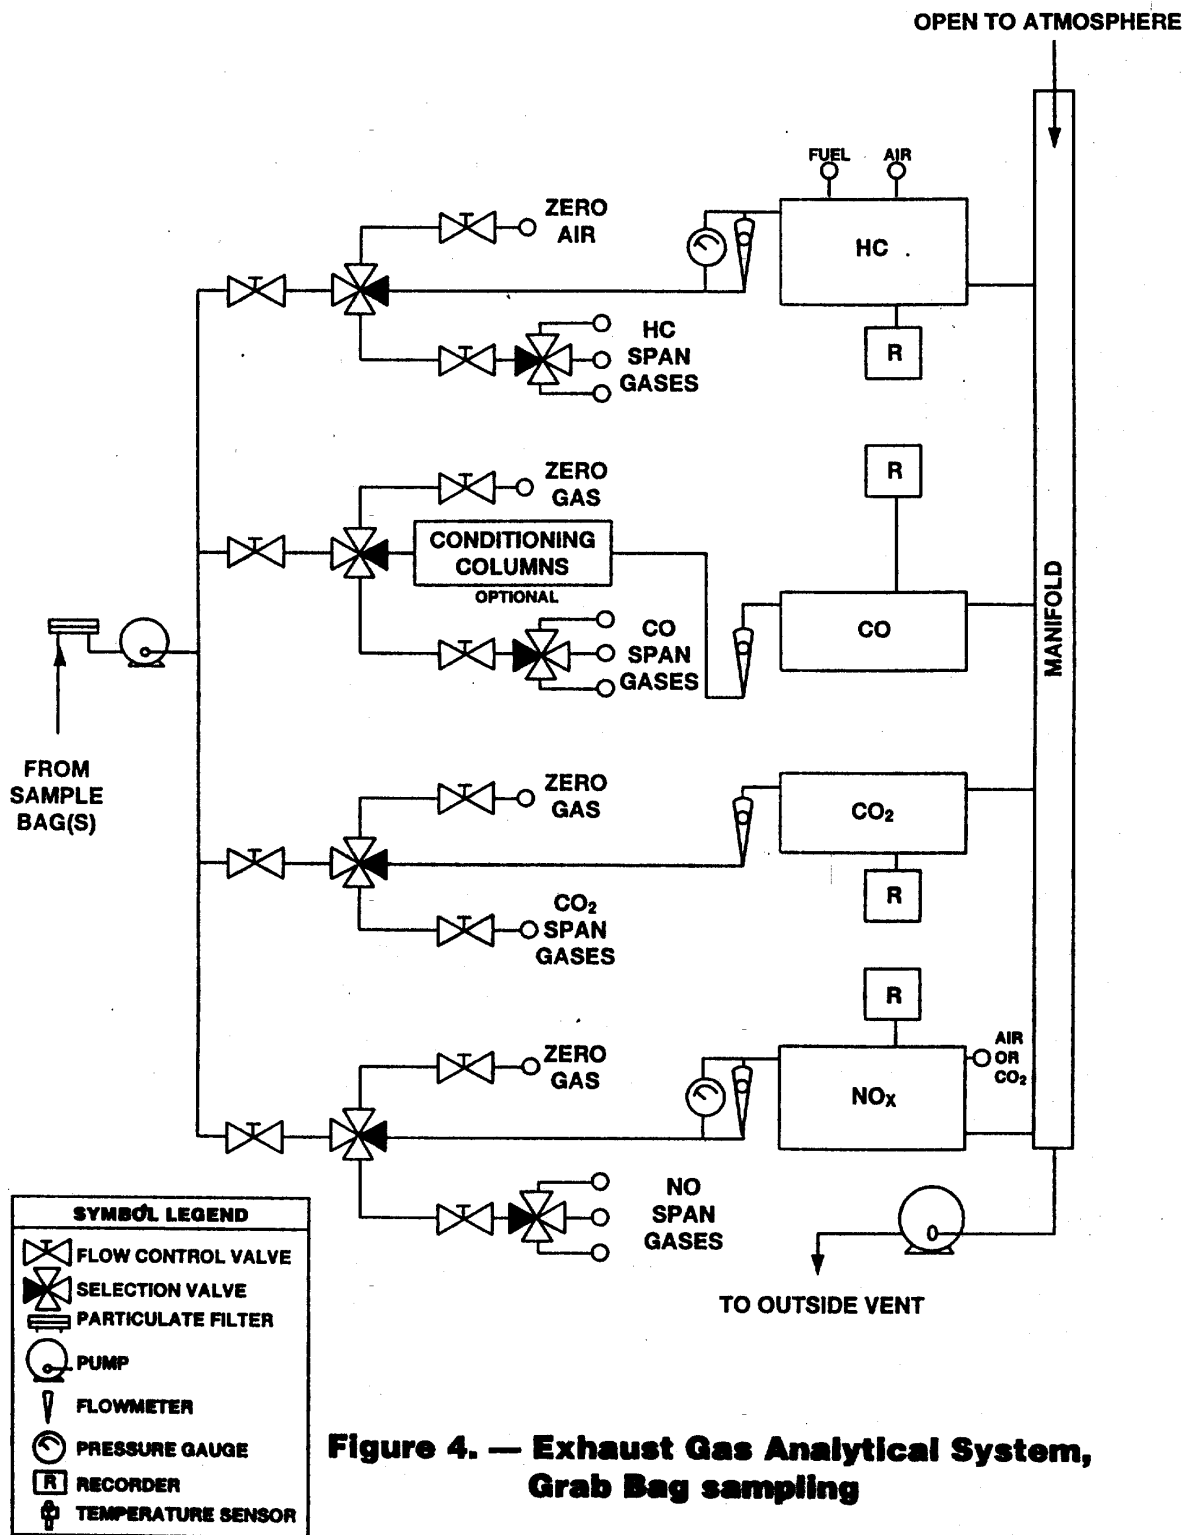 OPEN TO ATMOSPHERE
FUEL
AIR
ZERO
AIR
HC
HC
SPAN
GASES
R
R
ZERO
GAS
CONDITIONING
COLUMNS
OPTIONAL
CO
SPAN
GASES
CO
MANIFOLD
FROM
SAMPLE
BAG(S)
ZERO
GAS
CO₂
R
CO₂
SPAN
GASES
R
ZERO
GAS
NOx
AIR
OR
CO₂
NO
SPAN
GASES
TO OUTSIDE VENT
SYMBOL LEGEND
FLOW CONTROL VALVE
SELECTION VALVE
PARTICULATE FILTER
PUMP
FLOWMETER
PRESSURE GAUGE
R RECORDER
TEMPERATURE SENSOR
Figure 4. — Exhaust Gas Analytical System,
Grab Bag sampling